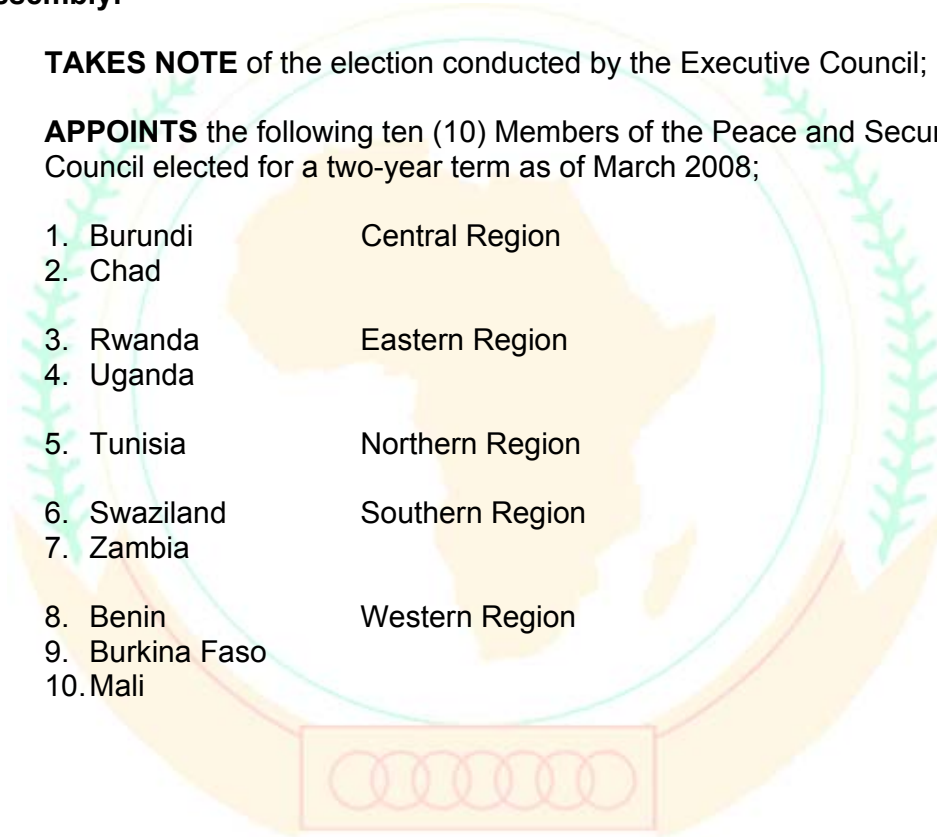 TAKES NOTE of the election conducted by the Executive Council;
APPOINTS the following ten (10) Members of the Peace and
Council elected for a two-year term as of March 2008;
1. Burundi Central Region
2. Chad
3. Rwanda Eastern Region
4. Uganda
5. Tunisia Northern Region
6. Swaziland Southern Region
7. Zambia
8. Benin Western Region
9. Burkina Faso
10. Mali